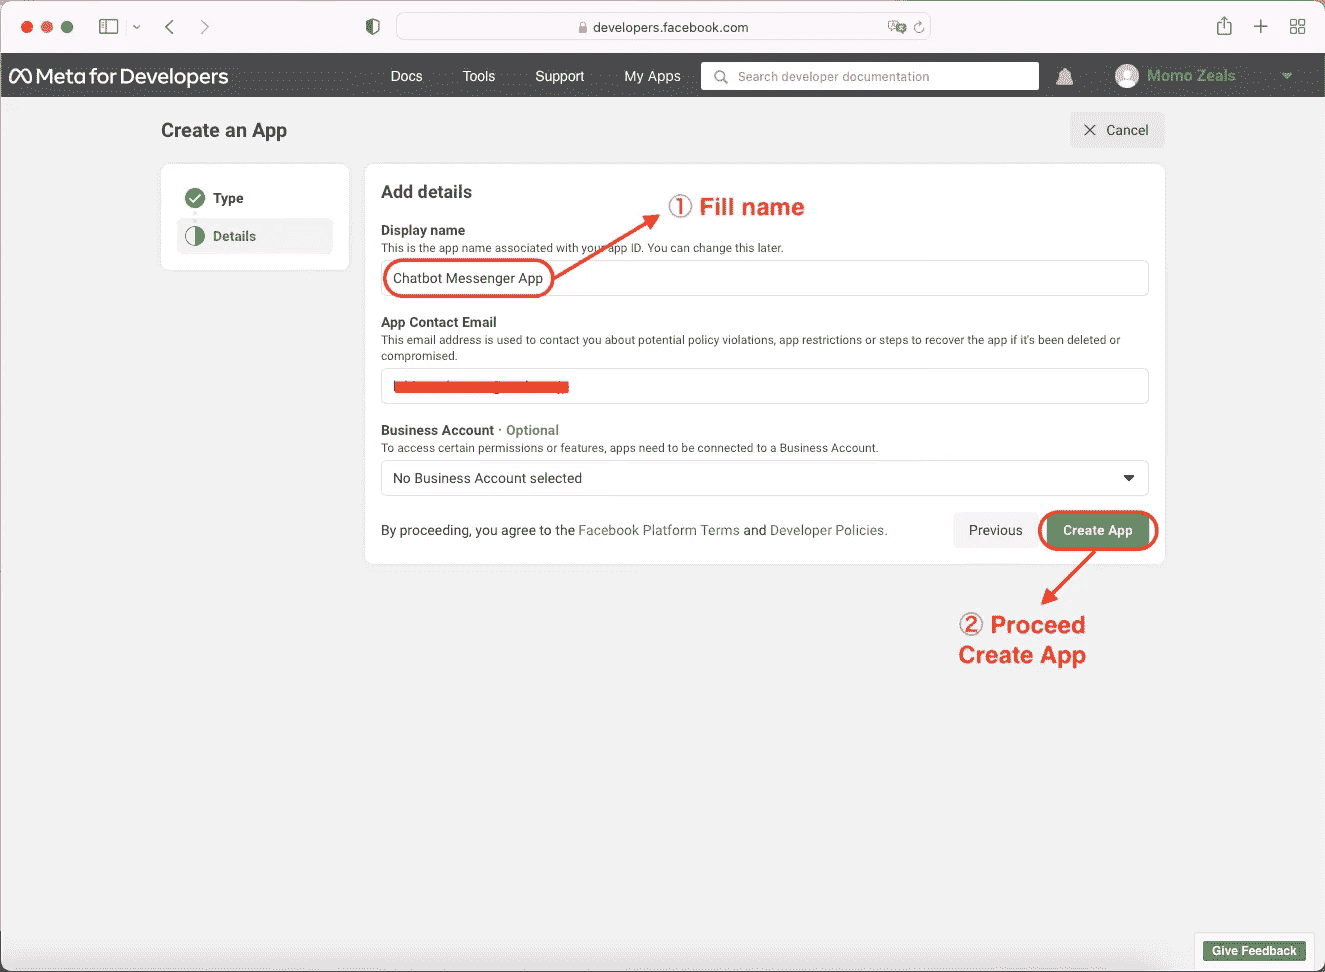 developers.facebook.com
Meta for Developers
Docs
Tools
Support
My Apps
Search developer documentation
Momo Zeals
Create an App
Cancel
Type
Details
Add details
① Fill name
Display name
This is the app name associated with your app ID. You can change this later.
Chatbot Messenger App
App Contact Email
This email address is used to contact you about potential policy violations, app restrictions or steps to recover the app if it's been deleted or
compromised.
Business Account · Optional
To access certain permissions or features, apps need to be connected to a Business Account.
No Business Account selected
By proceeding, you agree to the Facebook Platform Terms and Developer Policies.
Previous
Create App
② Proceed
Create App
Give Feedback